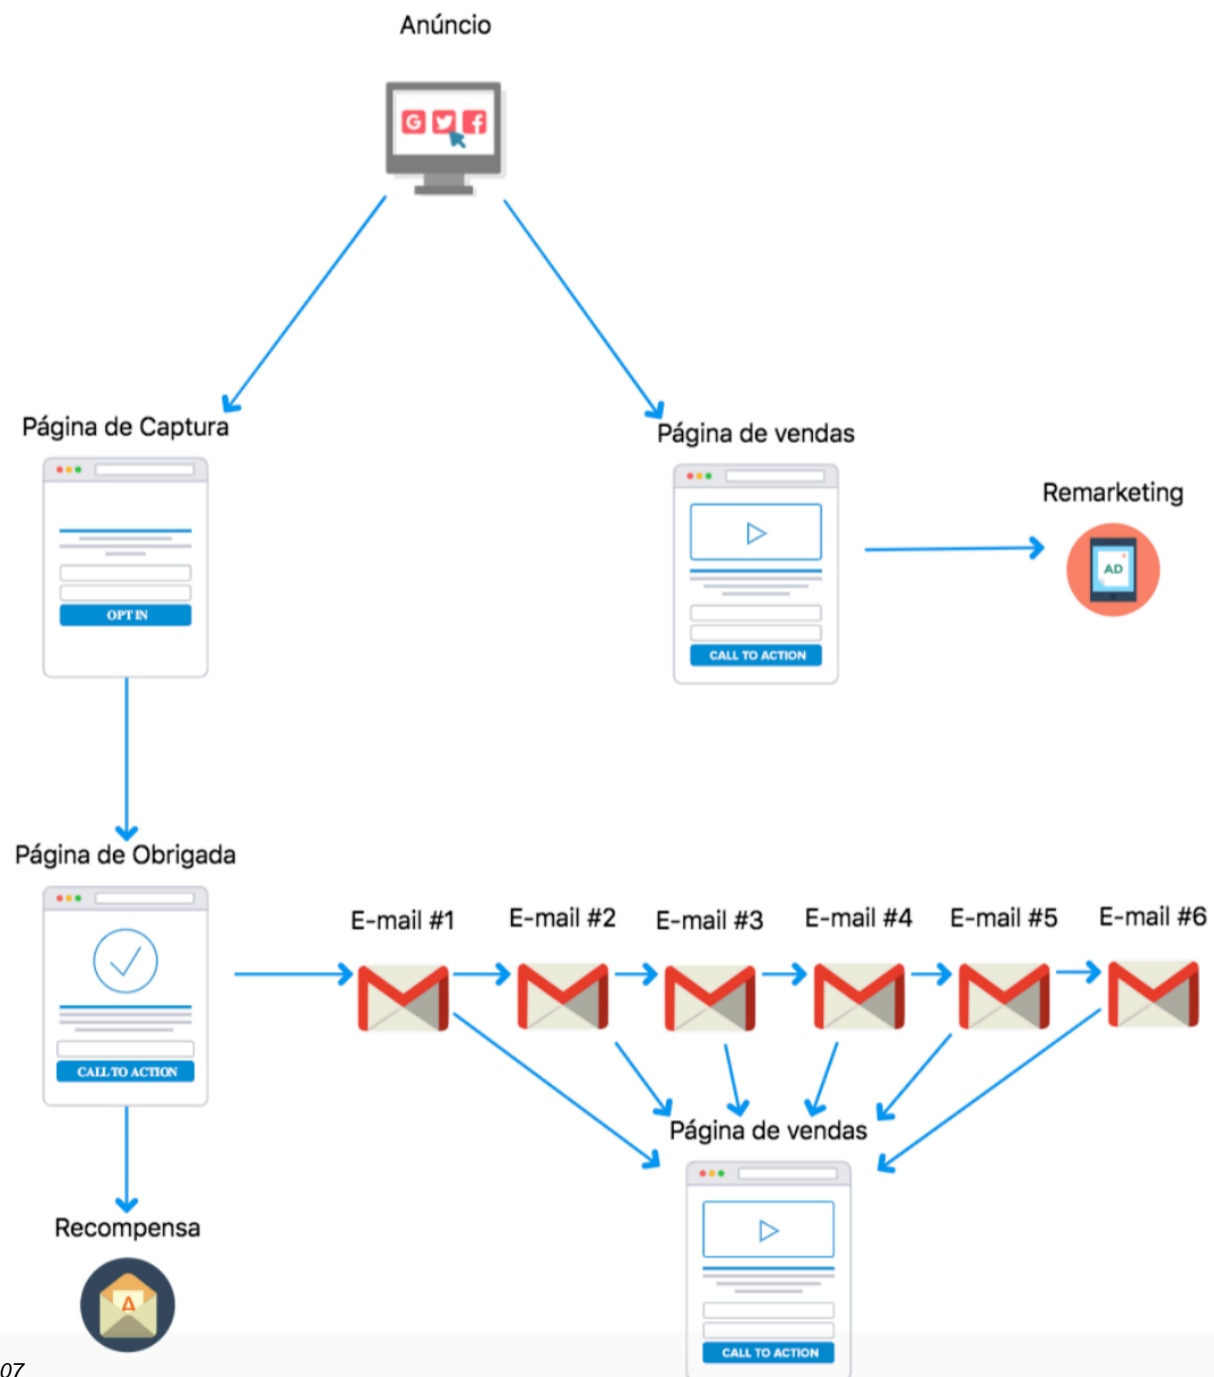 Anúncio
G
Página de Captura
Página de vendas
Remarketing
AD
OPT IN
CALL TO ACTION
Página de Obrigada
E-mail #1
E-mail #2
E-mail #3
E-mail #4
E-mail #5
E-mail #6
CALL TO ACTION
Página de vendas
Recompensa
CALL TO ACTION
07